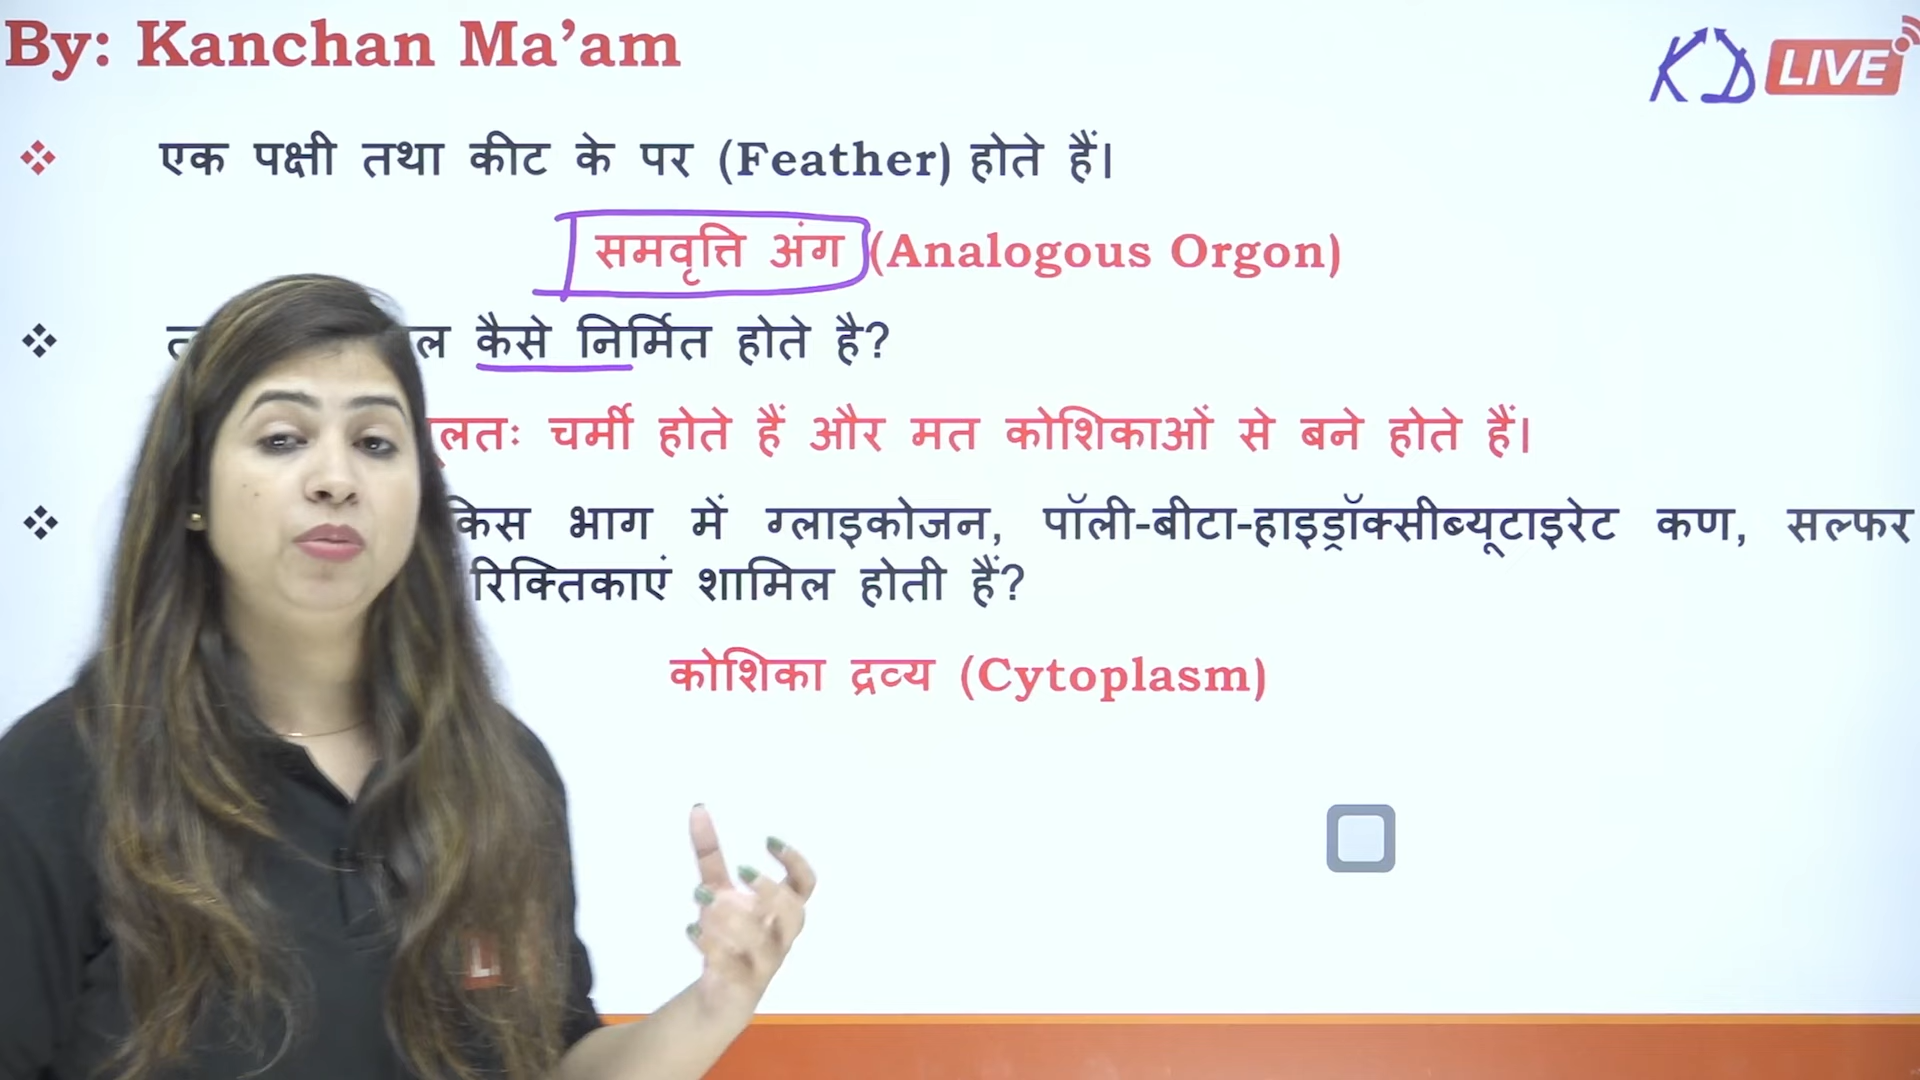 By: Kanchan Ma’am
KD LIVE
एक पक्षी तथा कीट के पर (Feather) होते हैं।
समवृत्ति अंग (Analogous Orgon)
कैसे निर्मित होते है?
चर्मी होते हैं और मत कोशिकाओं से बने होते हैं।
किस भाग में ग्लाइकोजन, पॉली-बीटा-हाइड्रॉक्सीब्यूटाइरेट कण, सल्फर
रिक्तिकाएं शामिल होती हैं?
कोशिका द्रव्य (Cytoplasm)